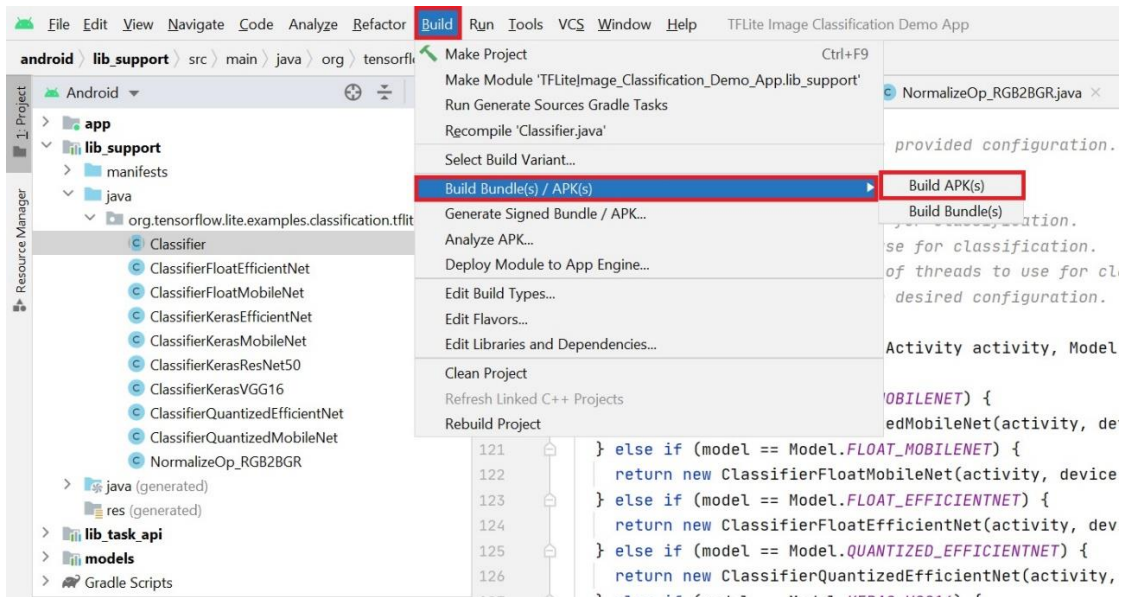 File Edit View Navigate Code Analyze Refactor Build Run Tools VCS Window Help TFLite Image Classification Demo App
android lib_support src main java org tensorfl
Android
1: Project
Resource Manager
app
lib_support
manifests
java
org.tensorflow.lite.examples.classification.tflit
Classifier
ClassifierFloatEfficientNet
ClassifierFloatMobileNet
ClassifierKerasEfficientNet
ClassifierKerasMobileNet
ClassifierKerasResNet50
ClassifierKerasVGG16
ClassifierQuantizedEfficientNet
ClassifierQuantizedMobileNet
NormalizeOp_RGB2BGR
java (generated)
res (generated)
lib_task_api
models
Gradle Scripts
Make Project Ctrl+F9
Make Module 'TFLiteImage_Classification_Demo_App.lib_support'
Run Generate Sources Gradle Tasks
Recompile 'Classifier.java'
Select Build Variant...
Build Bundle(s) / APK(s)
Generate Signed Bundle / APK...
Analyze APK...
Deploy Module to App Engine...
Edit Build Types...
Edit Flavors...
Edit Libraries and Dependencies...
Clean Project
Refresh Linked C++ Projects
Rebuild Project
Build APK(s)
Build Bundle(s)
NormalizeOp_RGB2BGR.java
provided configuration.
classification.
se for classification.
of threads to use for cl
desired configuration.
Activity activity, Model
MOBILENET) {
edMobileNet(activity, de
121 } else if (model == Model.FLOAT_MOBILENET) {
122 return new ClassifierFloatMobileNet(activity, device
123 } else if (model == Model.FLOAT_EFFICIENTNET) {
124 return new ClassifierFloatEfficientNet(activity, dev
125 } else if (model == Model.QUANTIZED_EFFICIENTNET) {
126 return new ClassifierQuantizedEfficientNet(activity,